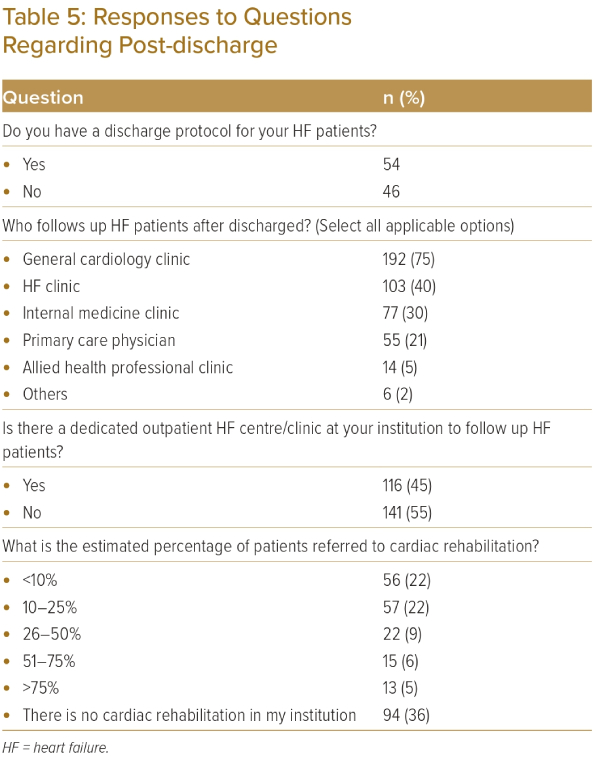 Table 5: Responses to Questions
Regarding Post-discharge
Question n (%)
Do you have a discharge protocol for your HF patients?
• Yes 54
• No 46
Who follows up HF patients after discharged? (Select all applicable options)
• General cardiology clinic 192 (75)
• HF clinic 103 (40)
• Internal medicine clinic 77 (30)
• Primary care physician 55 (21)
• Allied health professional clinic 14 (5)
• Others 6 (2)
Is there a dedicated outpatient HF centre/clinic at your institution to follow up HF
patients?
• Yes 116 (45)
• No 141 (55)
What is the estimated percentage of patients referred to cardiac rehabilitation?
• <10% 56 (22)
• 10–25% 57 (22)
• 26–50% 22 (9)
• 51–75% 15 (6)
• >75% 13 (5)
• There is no cardiac rehabilitation in my institution 94 (36)
HF = heart failure.